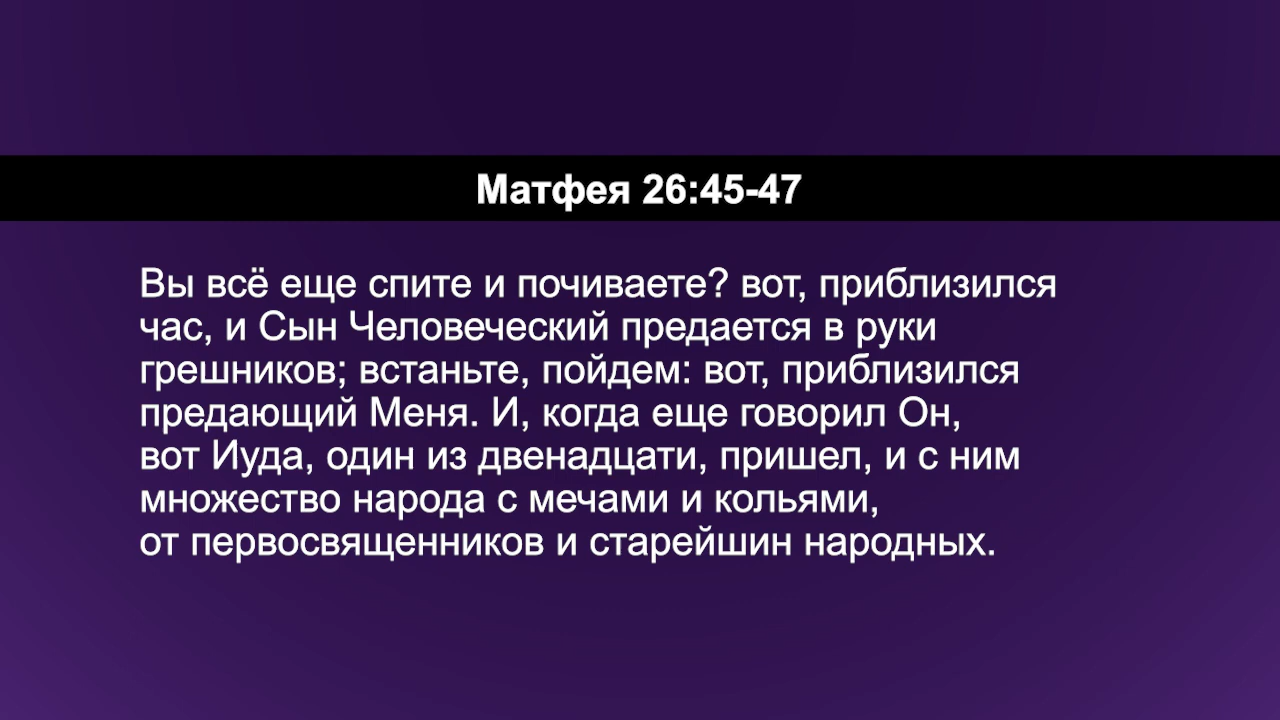 Матфея 26:45-47
Вы всё еще спите и почиваете? вот, приблизился
час, и Сын Человеческий предается в руки
грешников; встаньте, пойдем: вот, приблизился
предающий Меня. И, когда еще говорил Он,
вот Иуда, один из двенадцати, пришел, и с ним
множество народа с мечами и кольями,
от первосвященников и старейшин народных.